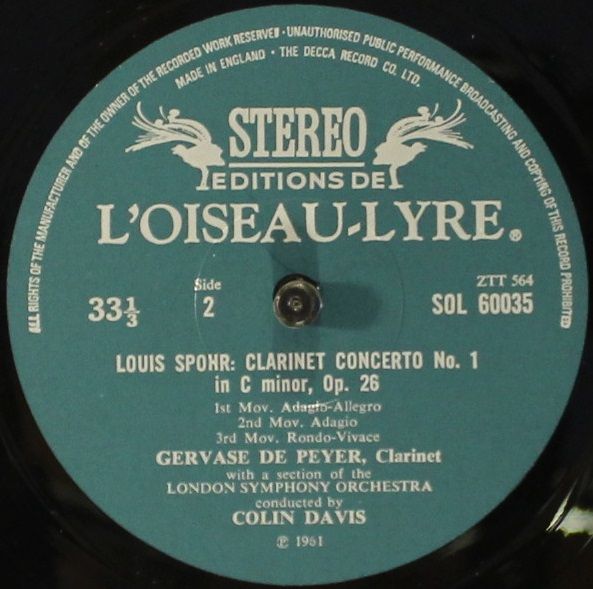 ALL RIGHTS OF THE MANUFACTURER AND OF THE OWNER OF THE RECORDED WORK RESERVED · UNAUTHORISED PUBLIC PERFORMANCE BROADCASTING AND COPYING OF THIS RECORD PROHIBITED
MADE IN ENGLAND · THE DECCA RECORD CO. LTD.
STEREO
EDITIONS DE
L'OISEAU-LYRE®
33⅓
Side
2
ZTT 564
SOL 60035
LOUIS SPOHR: CLARINET CONCERTO No. 1
in C minor, Op. 26
1st Mov. Adagio-Allegro
2nd Mov. Adagio
3rd Mov. Rondo-Vivace
GERVASE DE PEYER, Clarinet
with a section of the
LONDON SYMPHONY ORCHESTRA
conducted by
COLIN DAVIS
℗ 1961